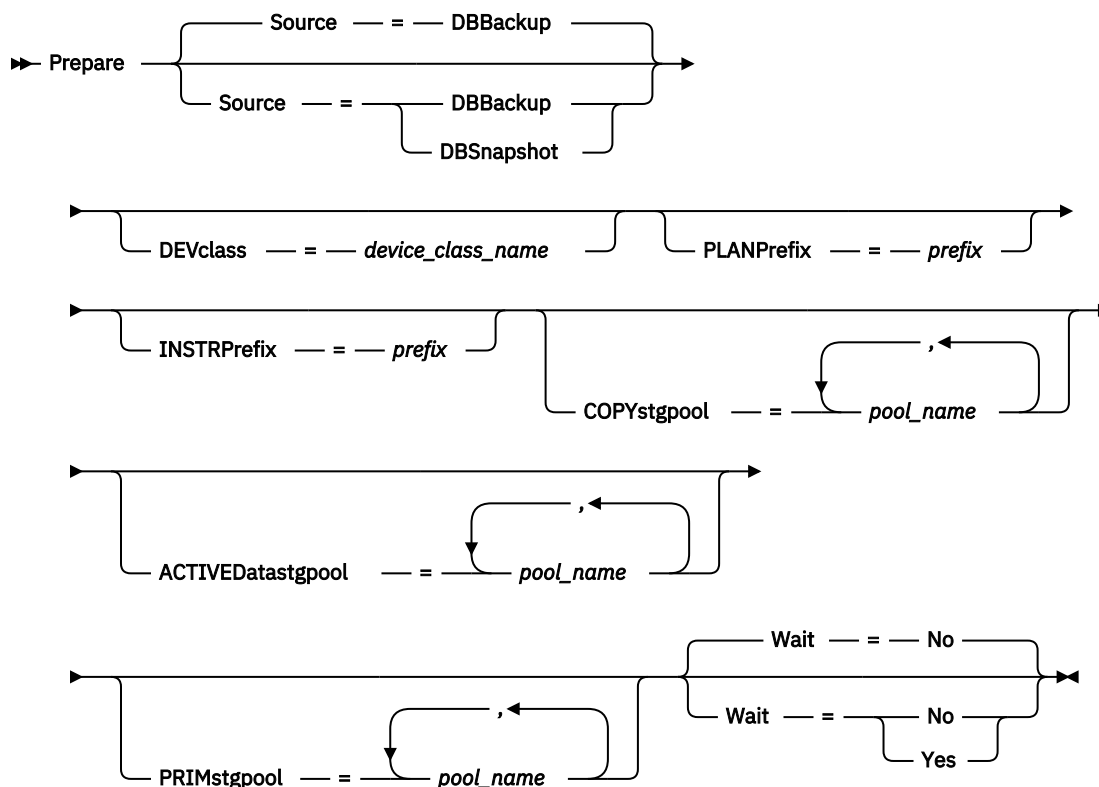 Source = DBBackup
Prepare
Source = DBBackup
DBSnapshot
DEVclass = device_class_name PLANPrefix = prefix
INSTRPrefix = prefix
,
COPYstgpool = pool_name
,
ACTIVEDatastgpool = pool_name
Wait = No
,
Wait = No
Yes
PRIMstgpool = pool_name